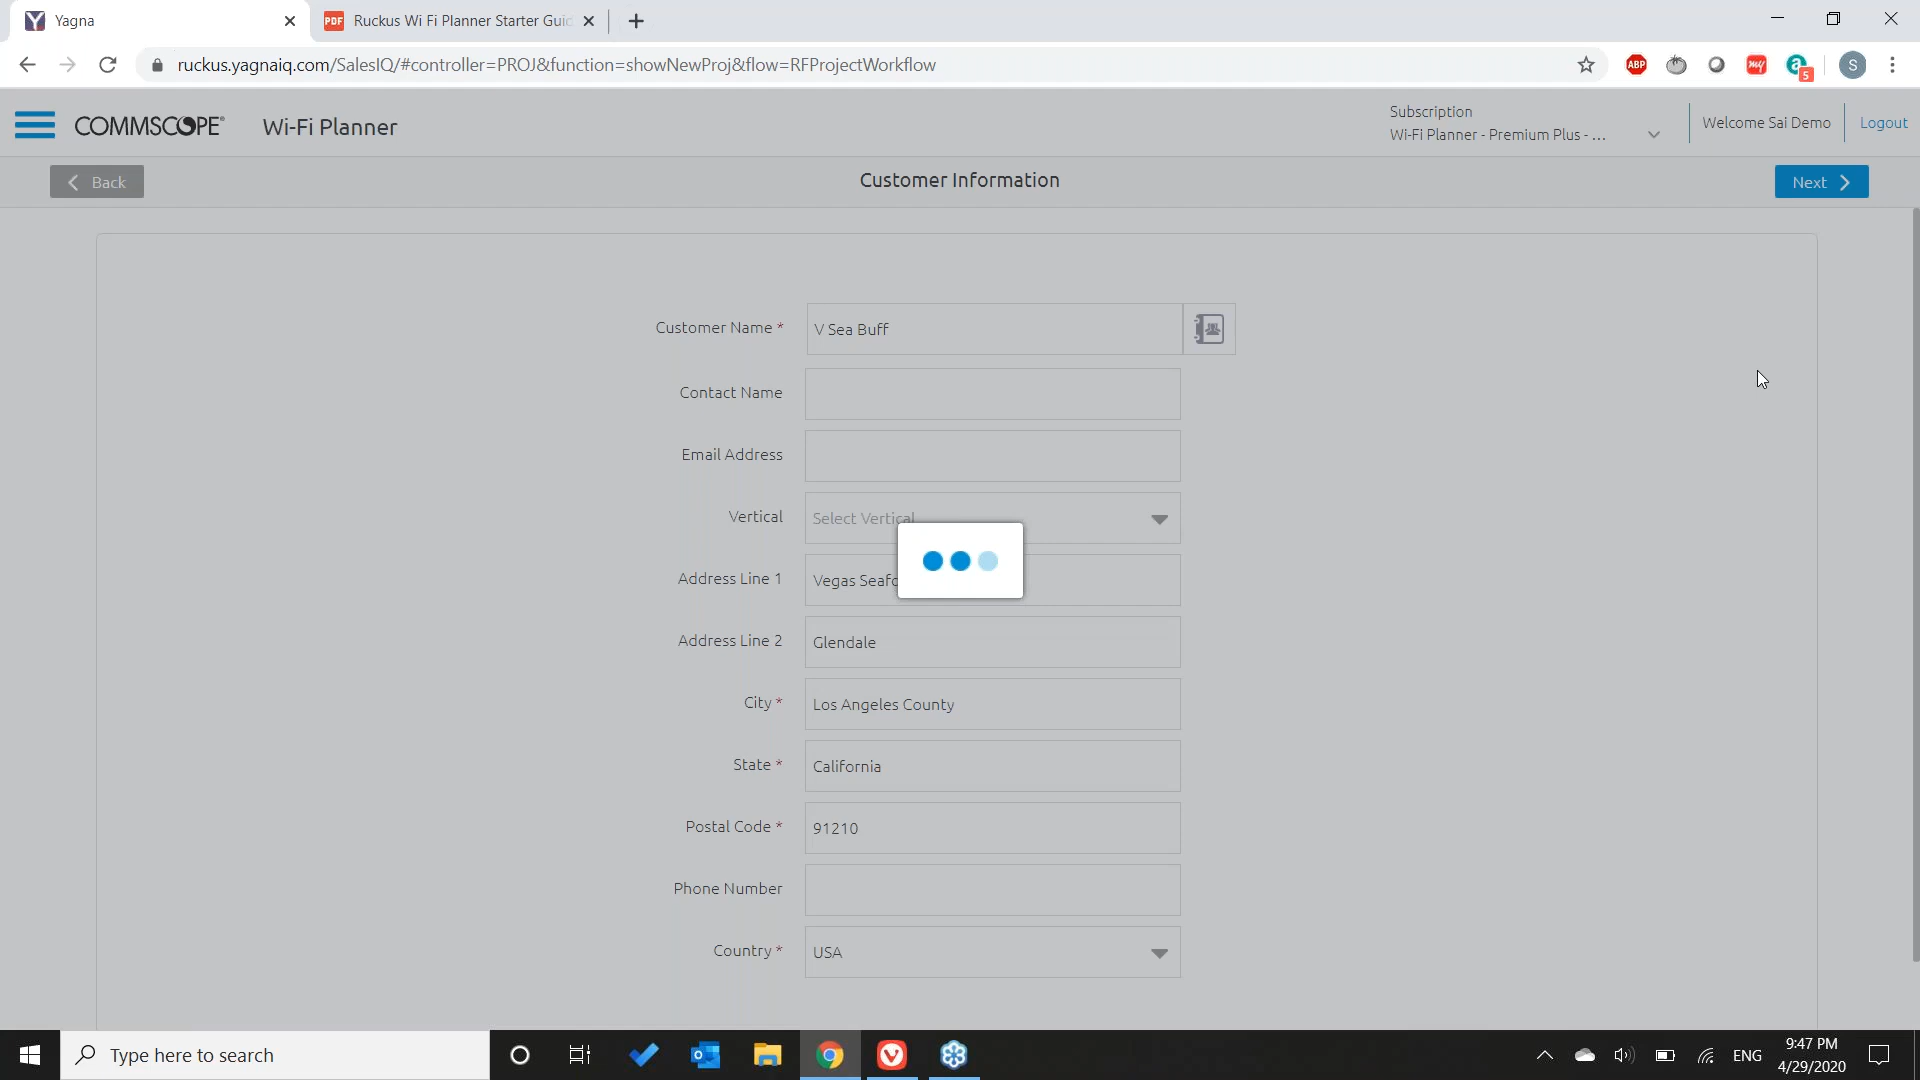 Yagna
PDF Ruckus Wi Fi Planner Starter Guid
ruckus.yagnaiq.com/SalesIQ/#controller=PROJ&function=showNewProj&flow=RFProjectWorkflow
ABP
my
a 5
S
COMMSCOPE®
Wi-Fi Planner
Subscription
Wi-Fi Planner - Premium Plus - ...
Welcome Sai Demo
Logout
Back
Customer Information
Next
Customer Name *
V Sea Buff
Contact Name
Email Address
Vertical
Select Vertical
Address Line 1
Vegas Seafo
Address Line 2
Glendale
City *
Los Angeles County
State *
California
Postal Code *
91210
Phone Number
Country *
USA
Type here to search
ENG
9:47 PM
4/29/2020